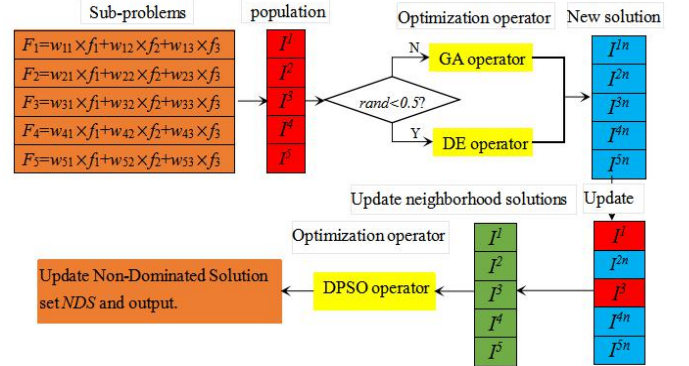 Sub-problems
population
Optimization operator
New solution
F1=w11×f1+w12×f2+w13×f3
F2=w21×f1+w22×f2+w23×f3
F3=w31×f1+w32×f2+w33×f3
F4=w41×f1+w42×f2+w43×f3
F5=w51×f1+w52×f2+w53×f3
I1
I2
I3
I4
I5
rand<0.5?
N
GA operator
Y
DE operator
I1n
I2n
I3n
I4n
I5n
Update neighborhood solutions
Update
I1
I2n
I3
I4n
I5n
I1
I2
I3
I4
I5
Optimization operator
DPSO operator
Update Non-Dominated Solution
set NDS and output.